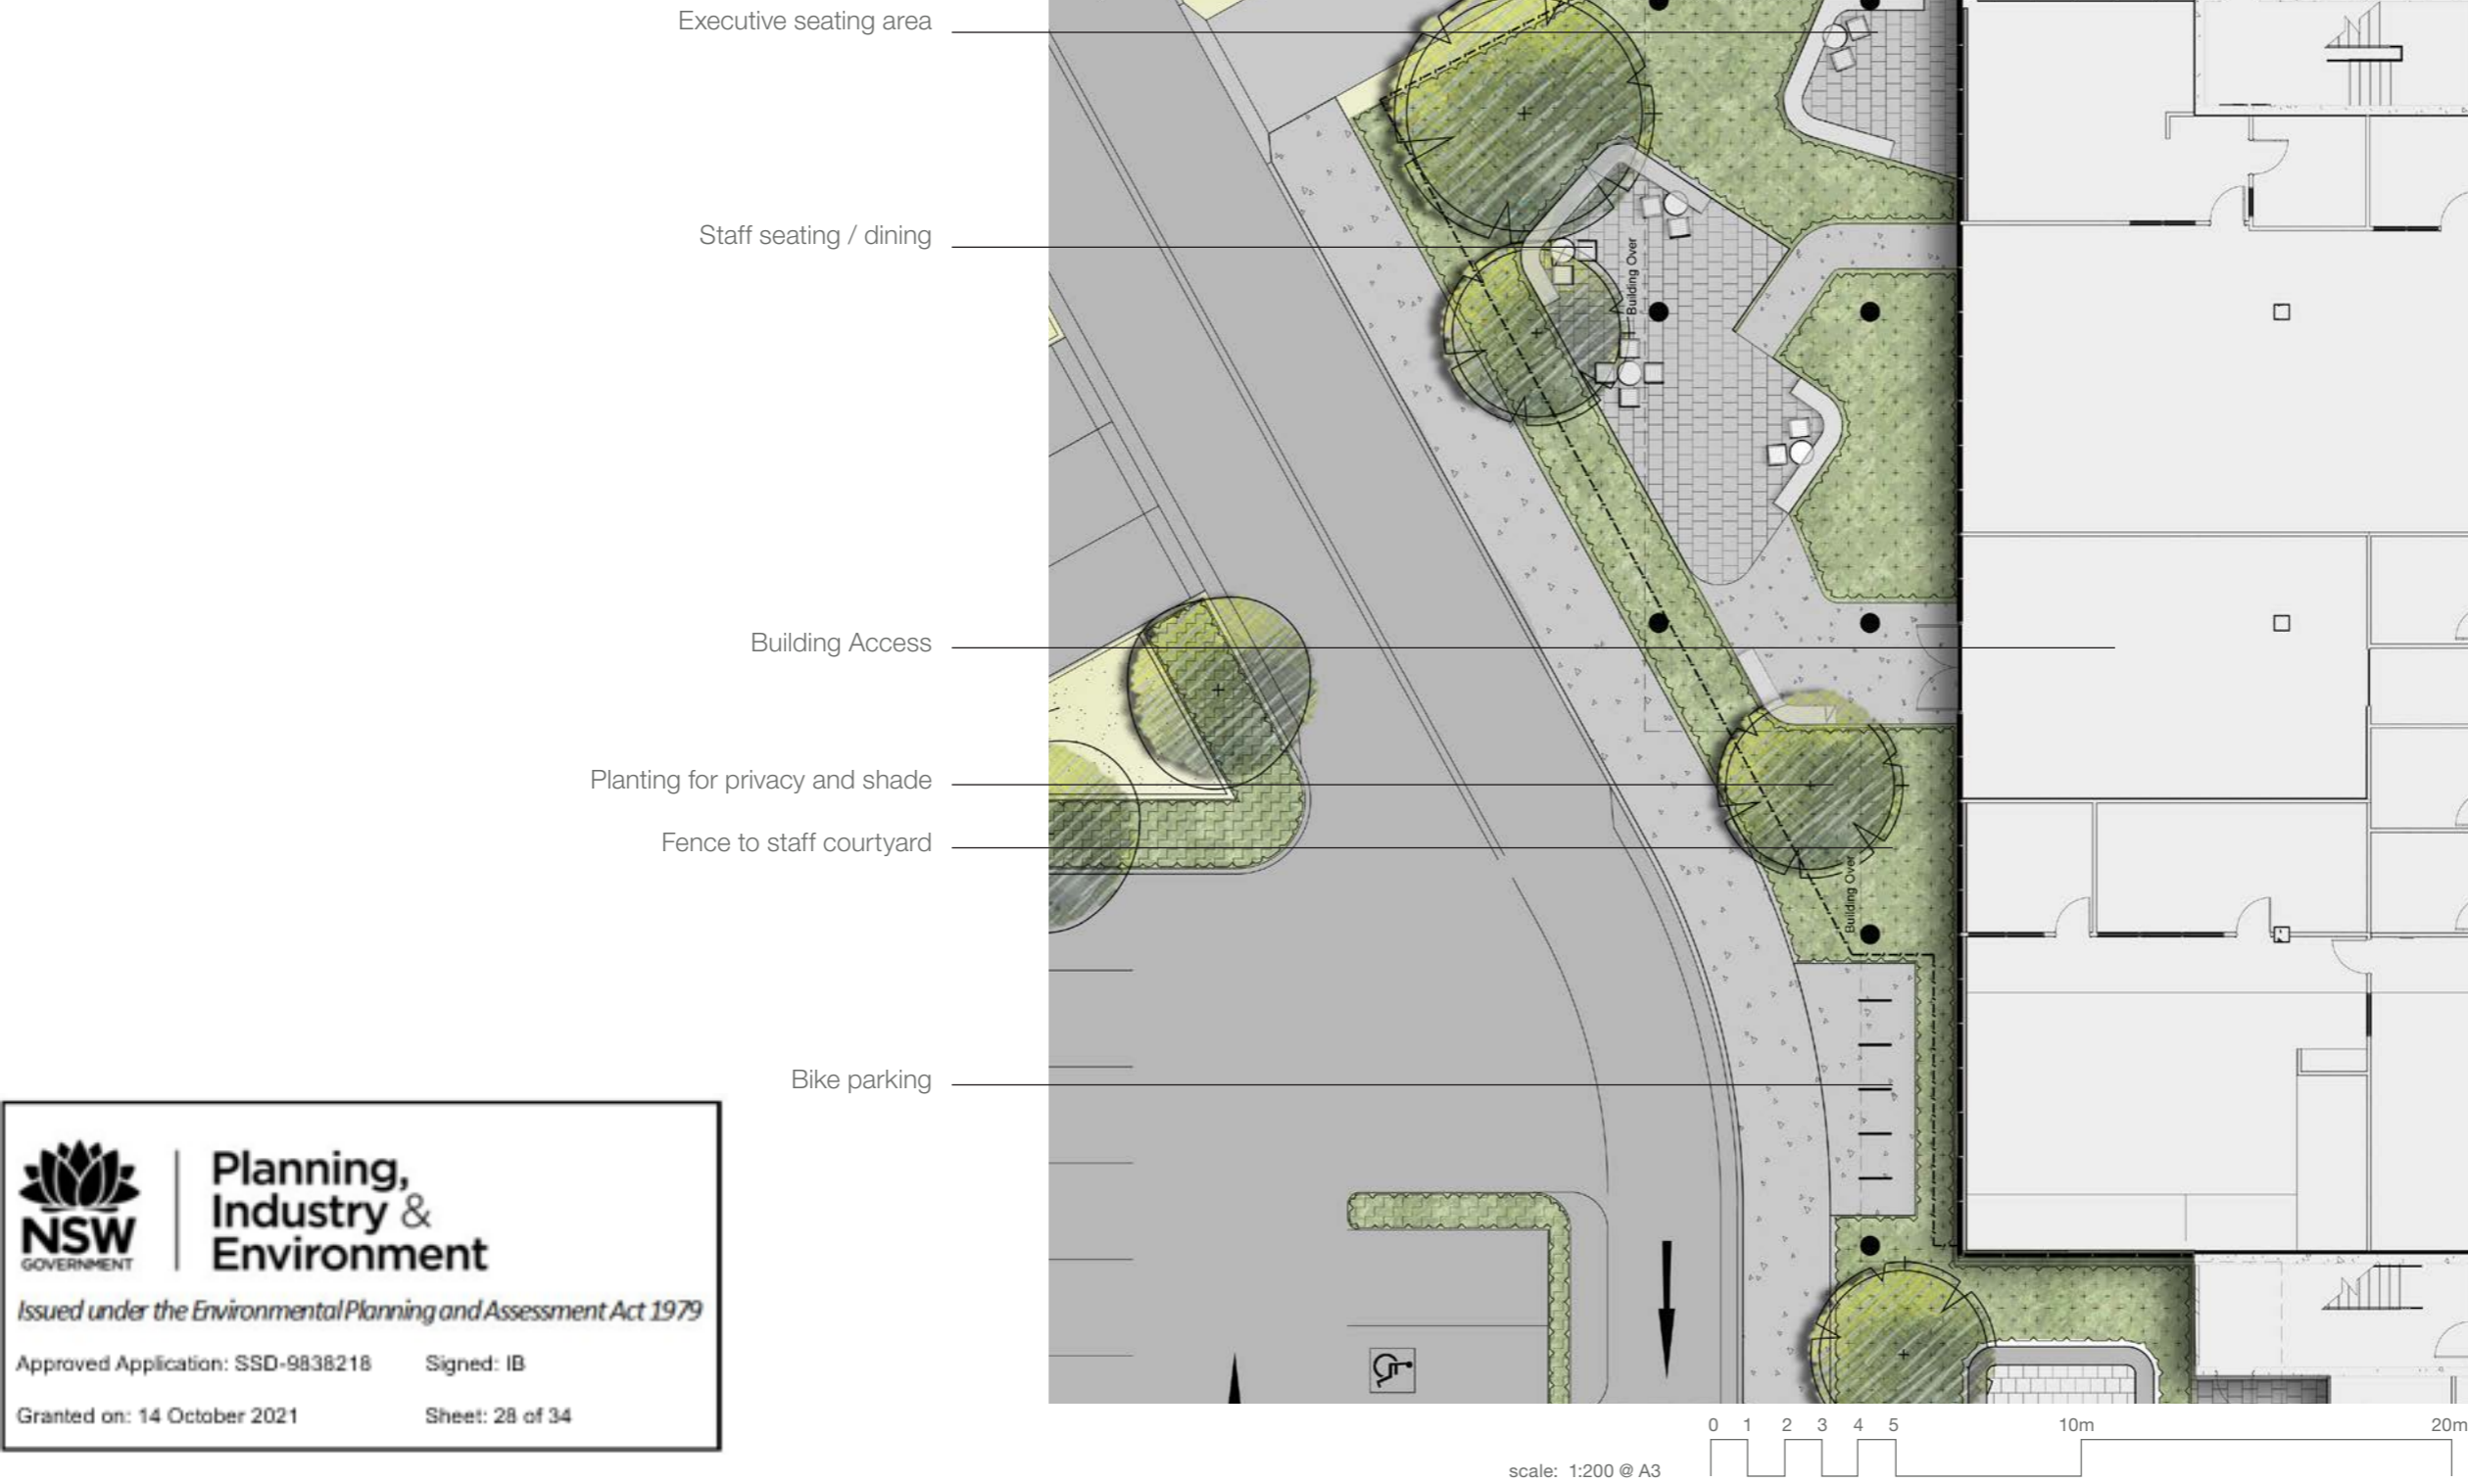 Executive seating area
Staff seating / dining
Building Over
Building Access
Planting for privacy and shade
Fence to staff courtyard
Building Over
Bike parking
NSW
GOVERNMENT
Planning,
Industry &
Environment
Issued under the Environmental Planning and Assessment Act 1979
Approved Application: SSD-9838218 Signed: IB
Granted on: 14 October 2021 Sheet: 28 of 34
0 1 2 3 4 5 10m 20m
scale: 1:200 @ A3